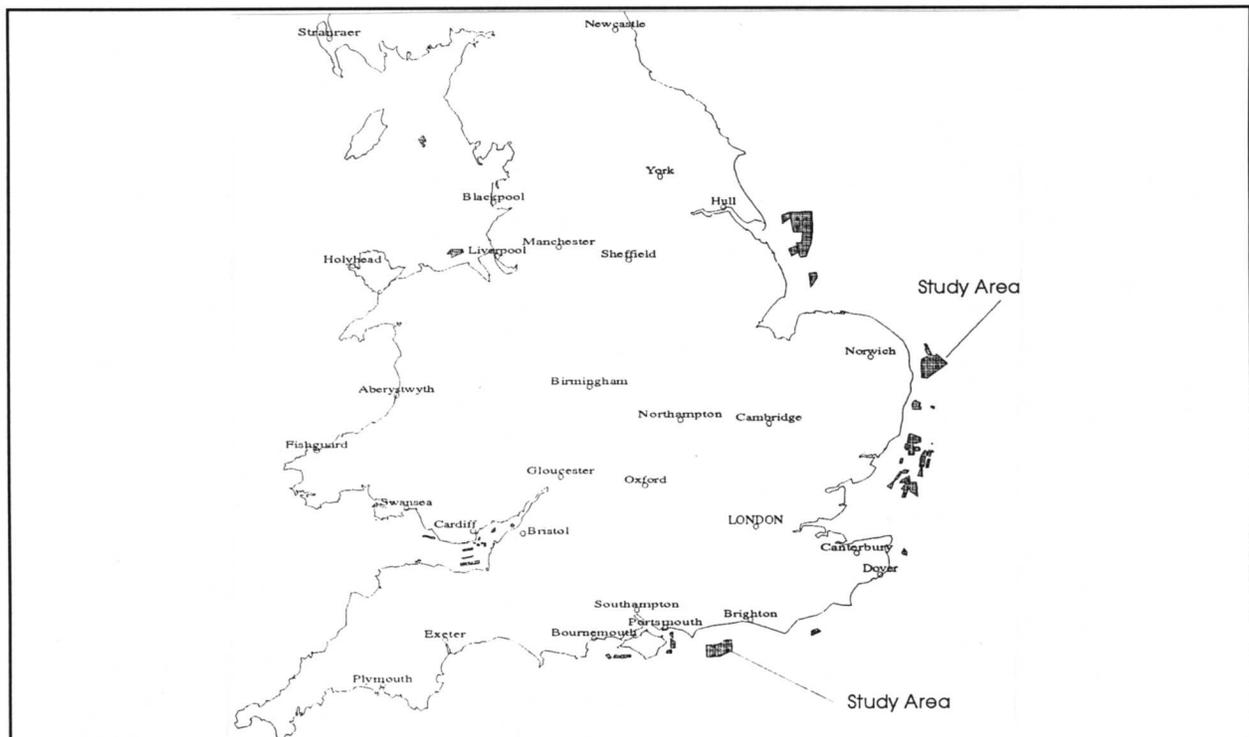 Stranraer
Newcastle
York
Blackpool
Hull
Manchester
Liverpool
Sheffield
Holyhead
Study Area
Norwich
Birmingham
Aberystwyth
Northampton
Cambridge
Fishguard
Gloucester
Oxford
Swansea
Cardiff
LONDON
Bristol
Canterbury
Dover
Southampton
Brighton
Portsmouth
Bournemouth
Exeter
Plymouth
Study Area